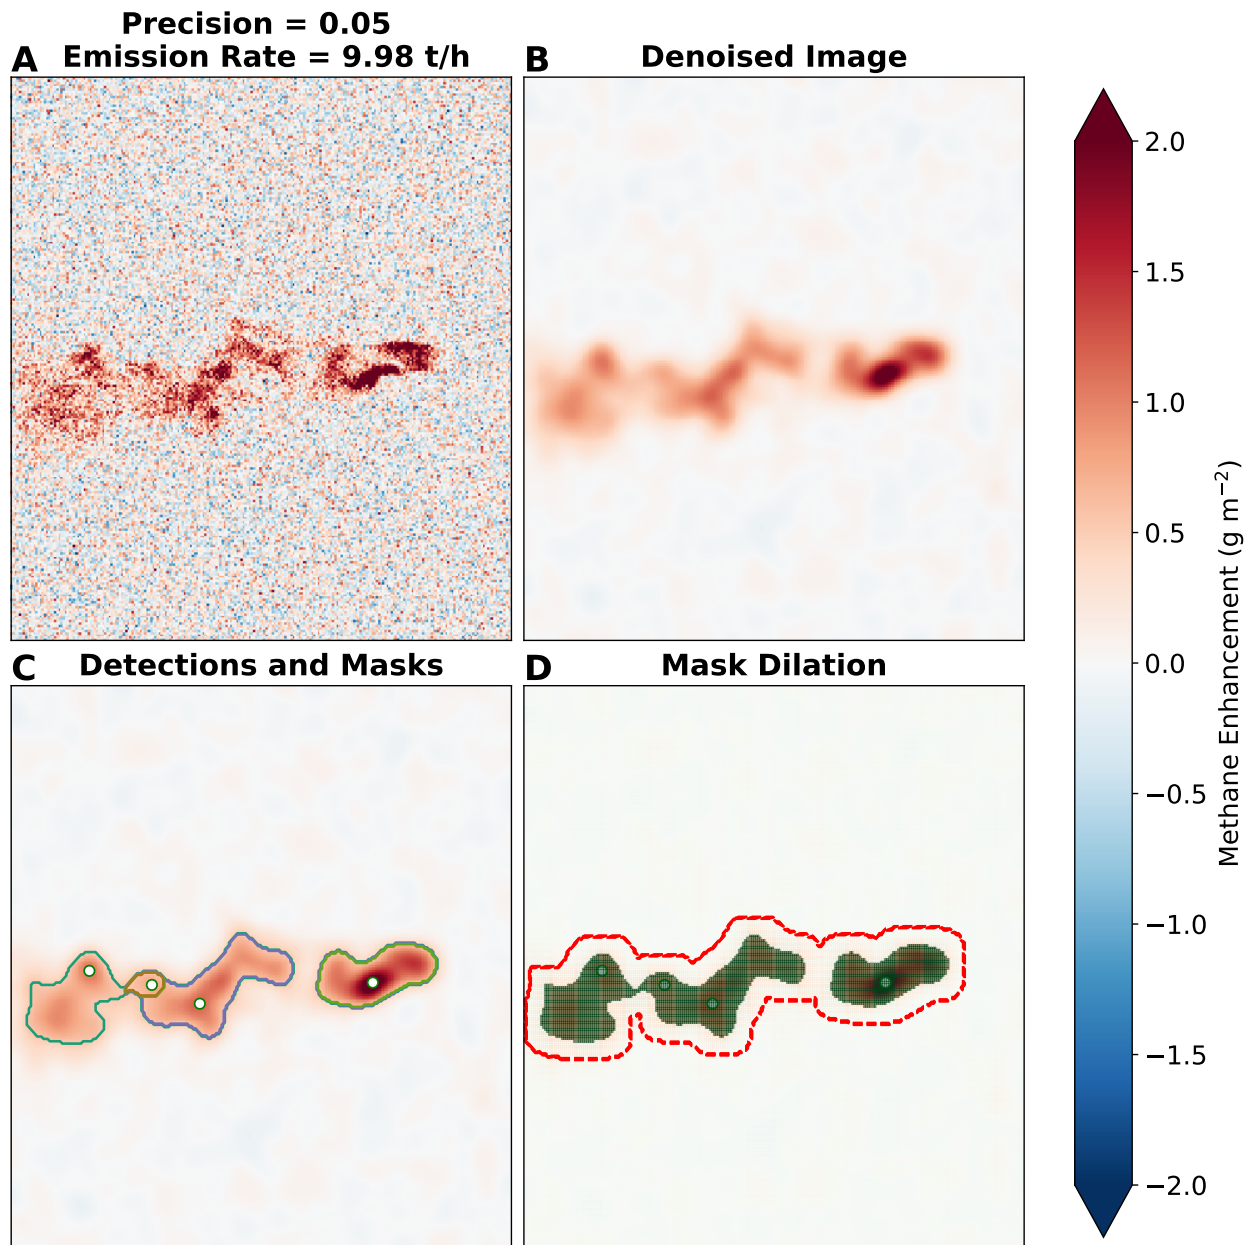 Precision = 0.05
A Emission Rate = 9.98 t/h
B Denoised Image
C Detections and Masks
D Mask Dilation
2.0
1.5
1.0
0.5
0.0
−0.5
−1.0
−1.5
−2.0
Methane Enhancement (g m⁻²)